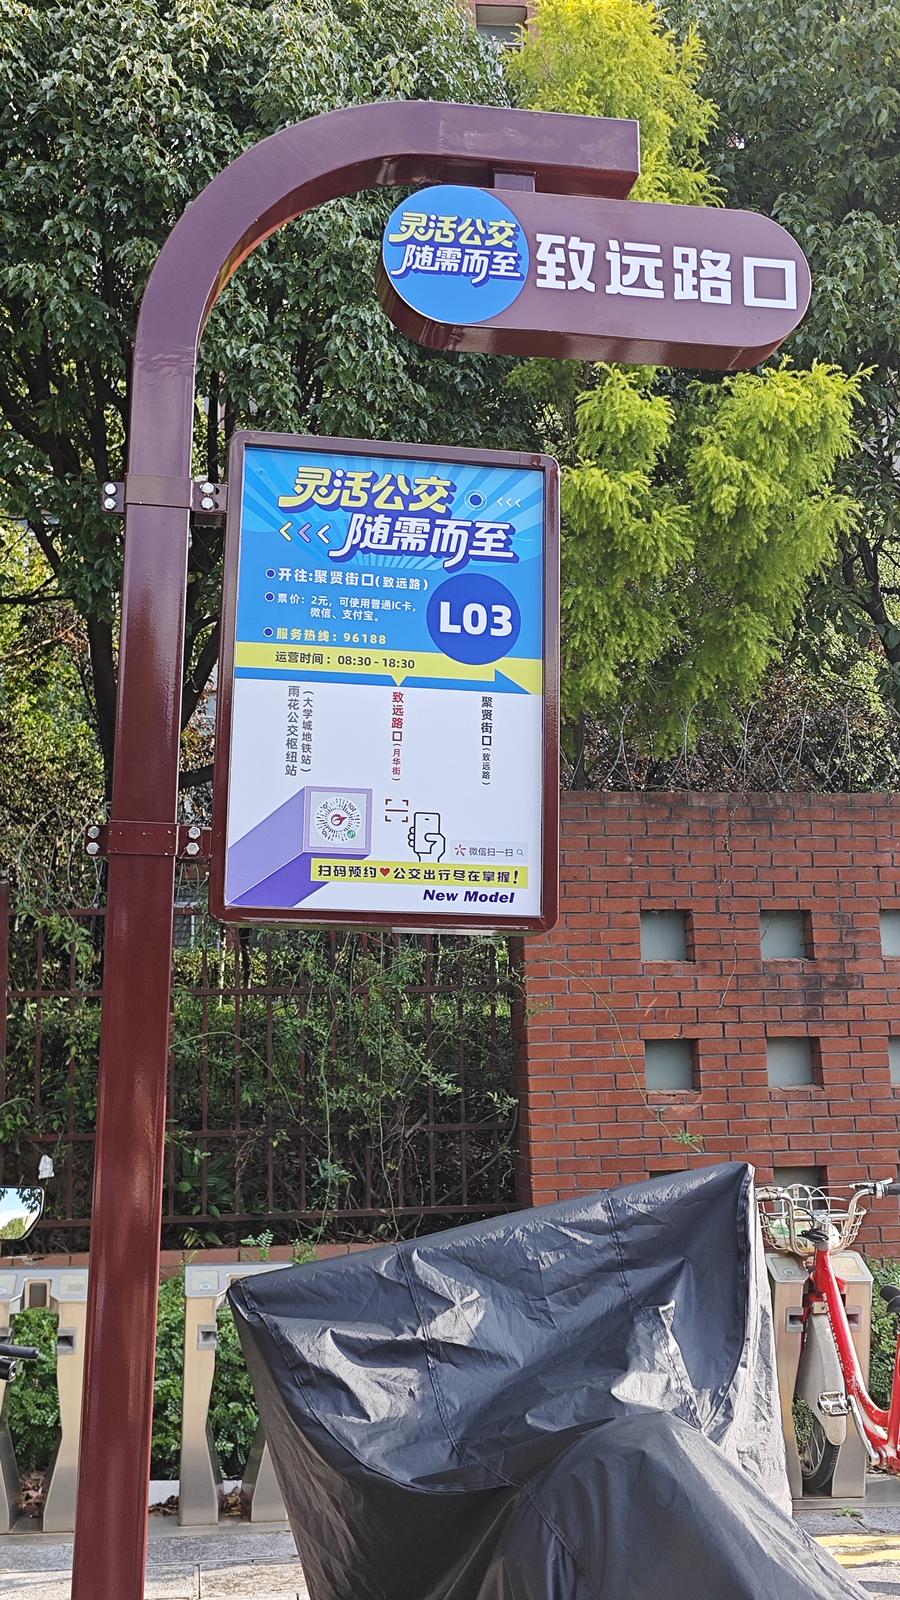 灵活公交
随需而至
致远路口
灵活公交
<<<
<<<
随需而至
开往:聚贤街口(致远路)
票价：2元，可使用普通IC卡，
微信、支付宝。
L03
服务热线：96188
运营时间：08:30 - 18:30
雨花公交枢纽站
(大学城地铁站)
致远路口(月华街)
聚贤街口(致远路)
微信扫一扫
扫码预约♥公交出行尽在掌握！
New Model